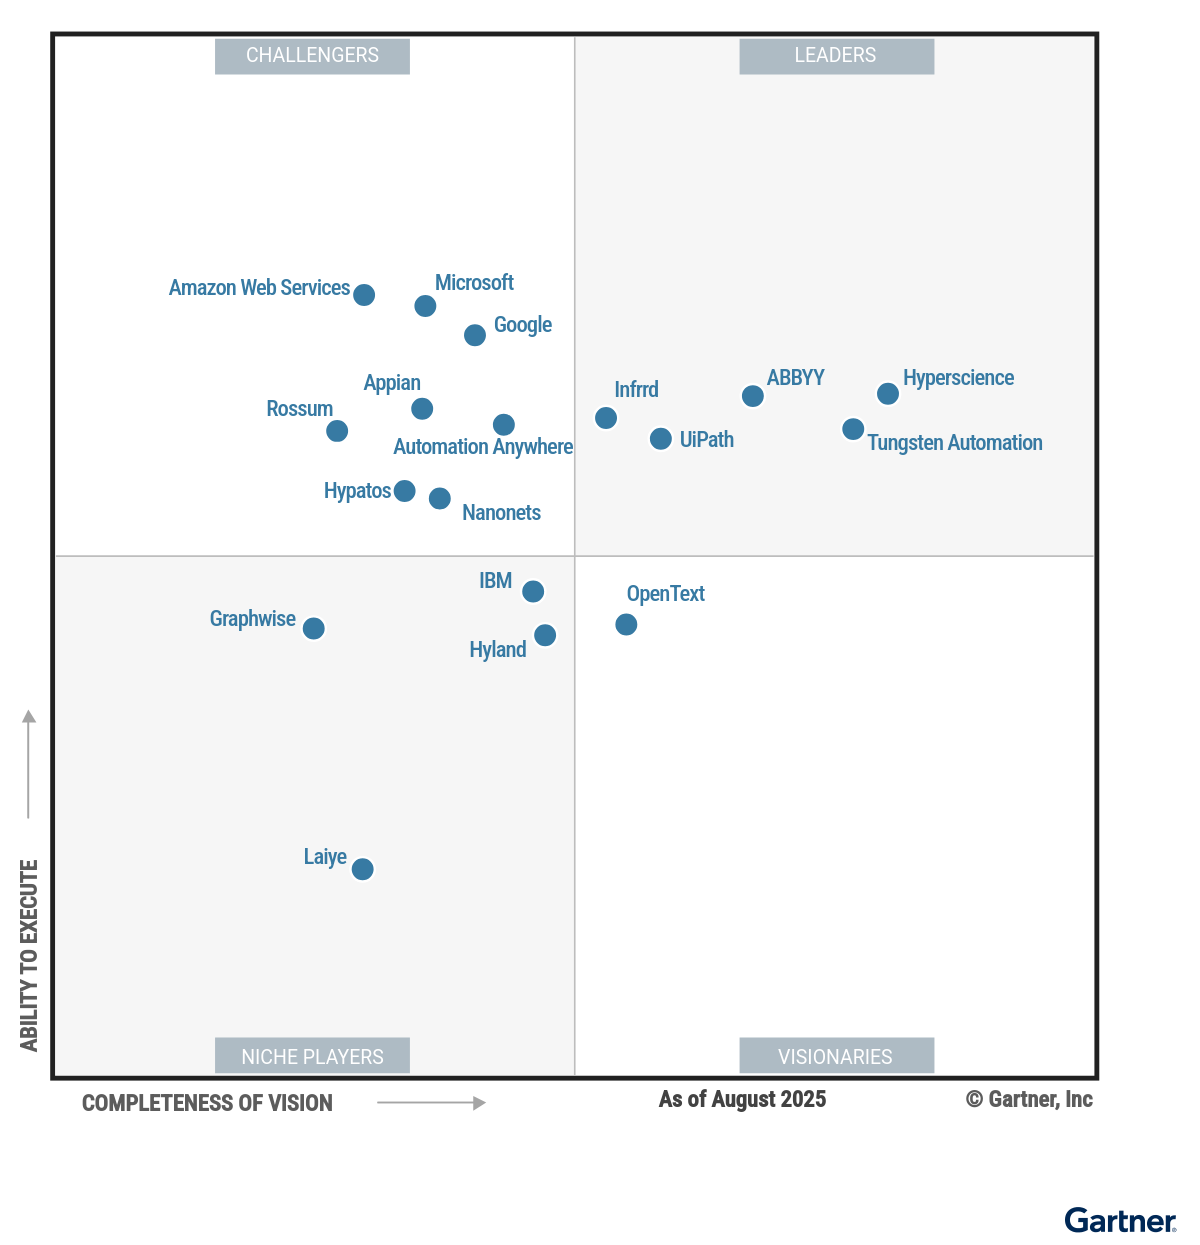 CHALLENGERS
LEADERS
Amazon Web Services
Microsoft
Google
Appian
Rossum
Automation Anywhere
Hypatos
Nanonets
Infrrd
ABBYY
Hyperscience
UiPath
Tungsten Automation
IBM
Graphwise
Hyland
OpenText
Laiye
NICHE PLAYERS
VISIONARIES
ABILITY TO EXECUTE
COMPLETENESS OF VISION
As of August 2025
© Gartner, Inc
Gartner®